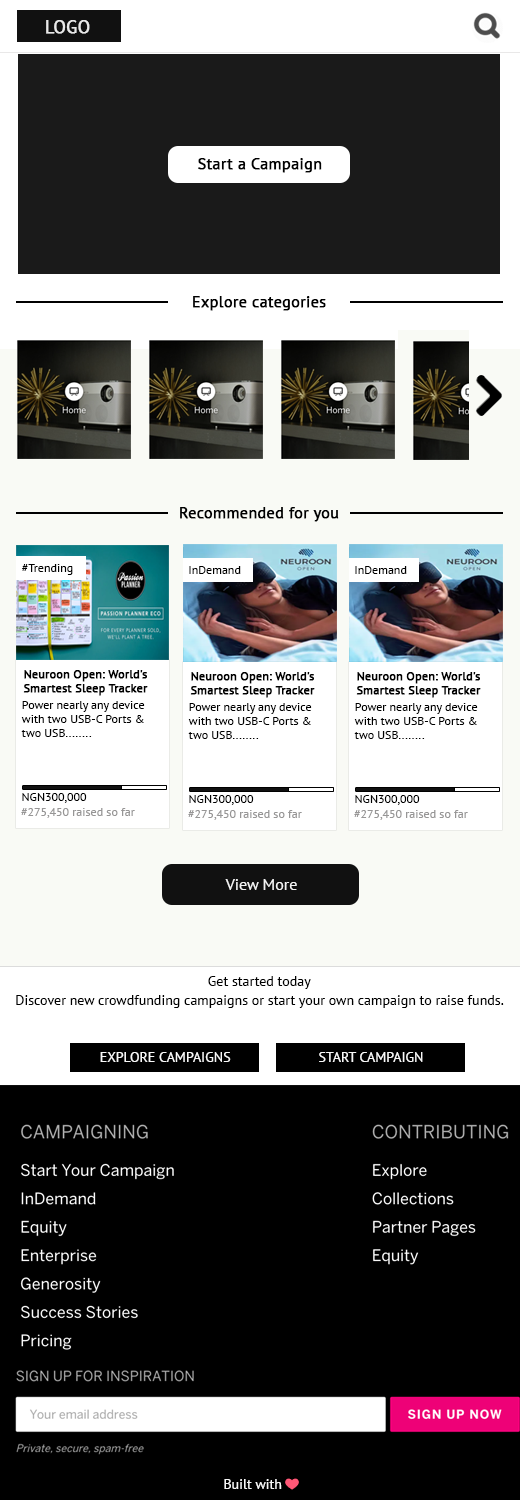 LOGO
Start a Campaign
Explore categories
Home
Home
Home
Ho
Recommended for you
#Trending
Passion
PLANNER
PASSION PLANNER ECO
FOR EVERY PLANNER SOLD,
WE'LL PLANT A TREE.
Neuroon Open: World's
Smartest Sleep Tracker
Power nearly any device
with two USB-C Ports &
two USB........
NGN300,000
#275,450 raised so far
InDemand
NEUROON
OPEN
Neuroon Open: World's
Smartest Sleep Tracker
Power nearly any device
with two USB-C Ports &
two USB........
NGN300,000
#275,450 raised so far
InDemand
NEUROON
OPEN
Neuroon Open: World's
Smartest Sleep Tracker
Power nearly any device
with two USB-C Ports &
two USB........
NGN300,000
#275,450 raised so far
View More
Get started today
Discover new crowdfunding campaigns or start your own campaign to raise funds.
EXPLORE CAMPAIGNS
START CAMPAIGN
CAMPAIGNING
Start Your Campaign
InDemand
Equity
Enterprise
Generosity
Success Stories
Pricing
CONTRIBUTING
Explore
Collections
Partner Pages
Equity
SIGN UP FOR INSPIRATION
Your email address
SIGN UP NOW
Private, secure, spam-free
Built with